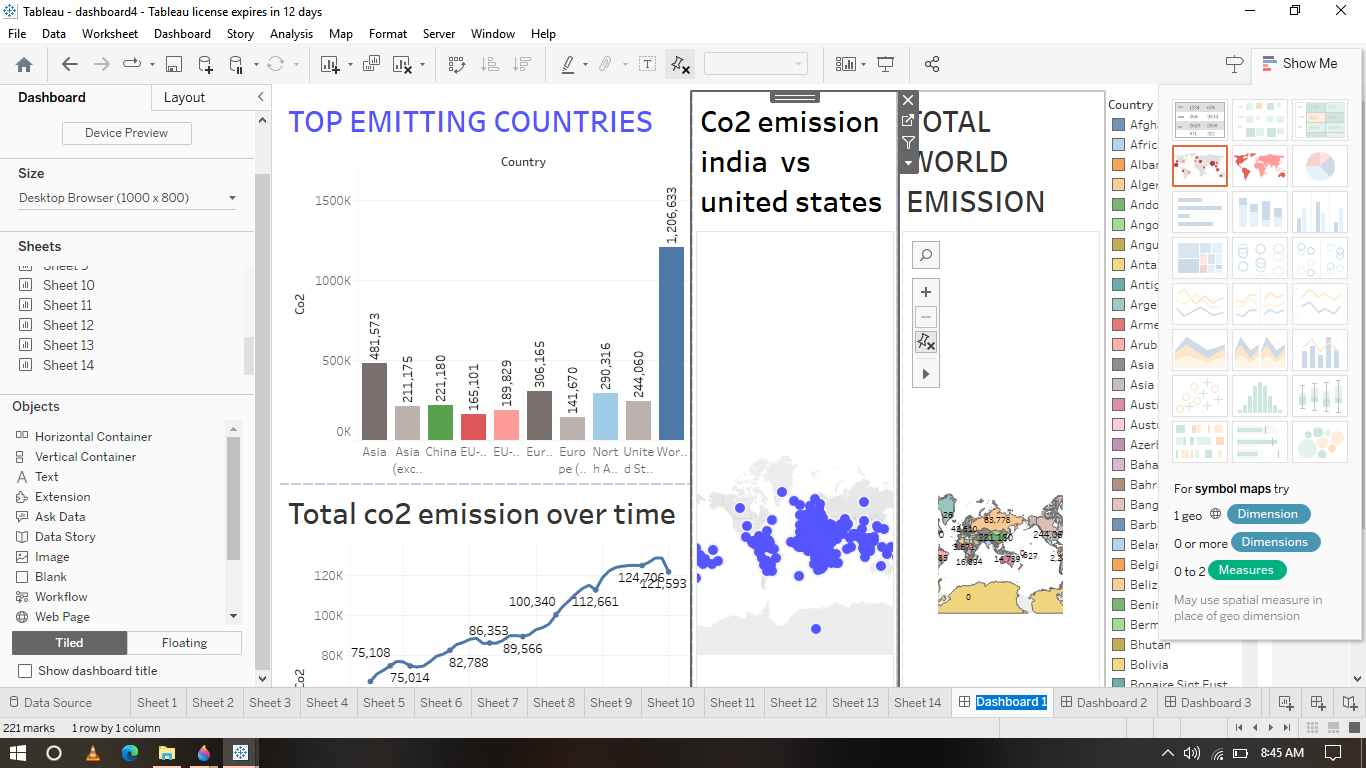 Tableau - dashboard4 - Tableau license expires in 12 days
File Data Worksheet Dashboard Story Analysis Map Format Server Window Help
Show Me
Dashboard
Layout
Device Preview
Size
Desktop Browser (1000 x 800)
Sheets
Sheet 9
Sheet 10
Sheet 11
Sheet 12
Sheet 13
Sheet 14
Objects
Horizontal Container
Vertical Container
Text
Extension
Ask Data
Data Story
Image
Blank
Workflow
Web Page
Tiled
Floating
Show dashboard title
TOP EMITTING COUNTRIES
Country
1500K
1000K
500K
0K
Co2
481,573
211,175
221,180
165,101
189,829
306,165
141,670
290,316
244,060
1,206,633
Asia
Asia (exc..
China
EU-..
EU-..
Eur..
Euro pe (..
Nort h A..
Unite d St..
Wor..
Total co2 emission over time
120K
100K
80K
Co2
75,108
75,014
82,788
86,353
89,566
100,340
112,661
124,706
121,593
Co2 emission
india vs
united states
TOTAL
WORLD
EMISSION
83,778
221,180
244,06
14,739
16,894
0
Country
Afgha
Africa
Alban
Alger
Ando
Ango
Angu
Antar
Antig
Arge
Arme
Arub
Asia
Asia
Austr
Austr
Azerb
Baha
Bahr
Bang
Barb
Belar
Belgi
Beliz
Benin
Berm
Bhutan
Bolivia
Bonaire Sint Eust
For symbol maps try
1 geo Dimension
0 or more Dimensions
0 to 2 Measures
May use spatial measure in
place of geo dimension
Data Source Sheet 1 Sheet 2 Sheet 3 Sheet 4 Sheet 5 Sheet 6 Sheet 7 Sheet 8 Sheet 9 Sheet 10 Sheet 11 Sheet 12 Sheet 13 Sheet 14 Dashboard 1 Dashboard 2 Dashboard 3
221 marks 1 row by 1 column
8:45 AM